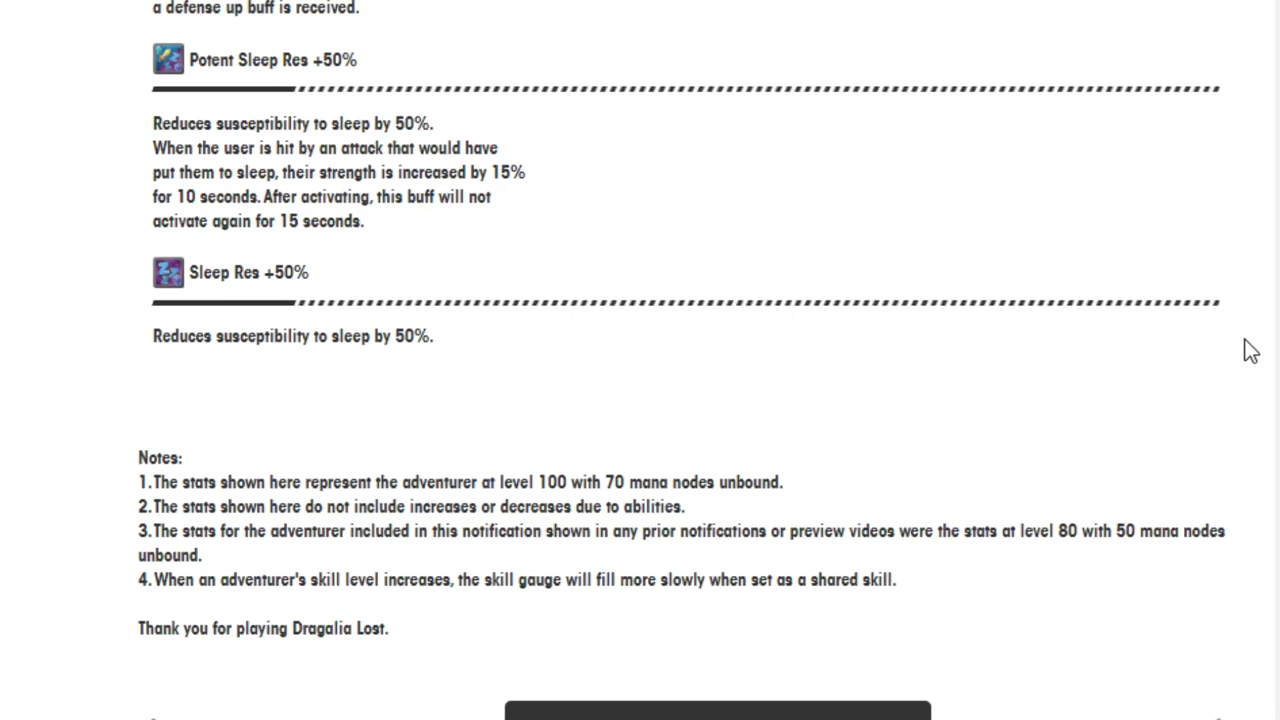 a defense up buff is received.
Potent Sleep Res +50%
Reduces susceptibility to sleep by 50%.
When the user is hit by an attack that would have
put them to sleep, their strength is increased by 15%
for 10 seconds. After activating, this buff will not
activate again for 15 seconds.
Sleep Res +50%
Reduces susceptibility to sleep by 50%.
Notes:
1.The stats shown here represent the adventurer at level 100 with 70 mana nodes unbound.
2.The stats shown here do not include increases or decreases due to abilities.
3.The stats for the adventurer included in this notification shown in any prior notifications or preview videos were the stats at level 80 with 50 mana nodes
unbound.
4.When an adventurer's skill level increases, the skill gauge will fill more slowly when set as a shared skill.
Thank you for playing Dragalia Lost.